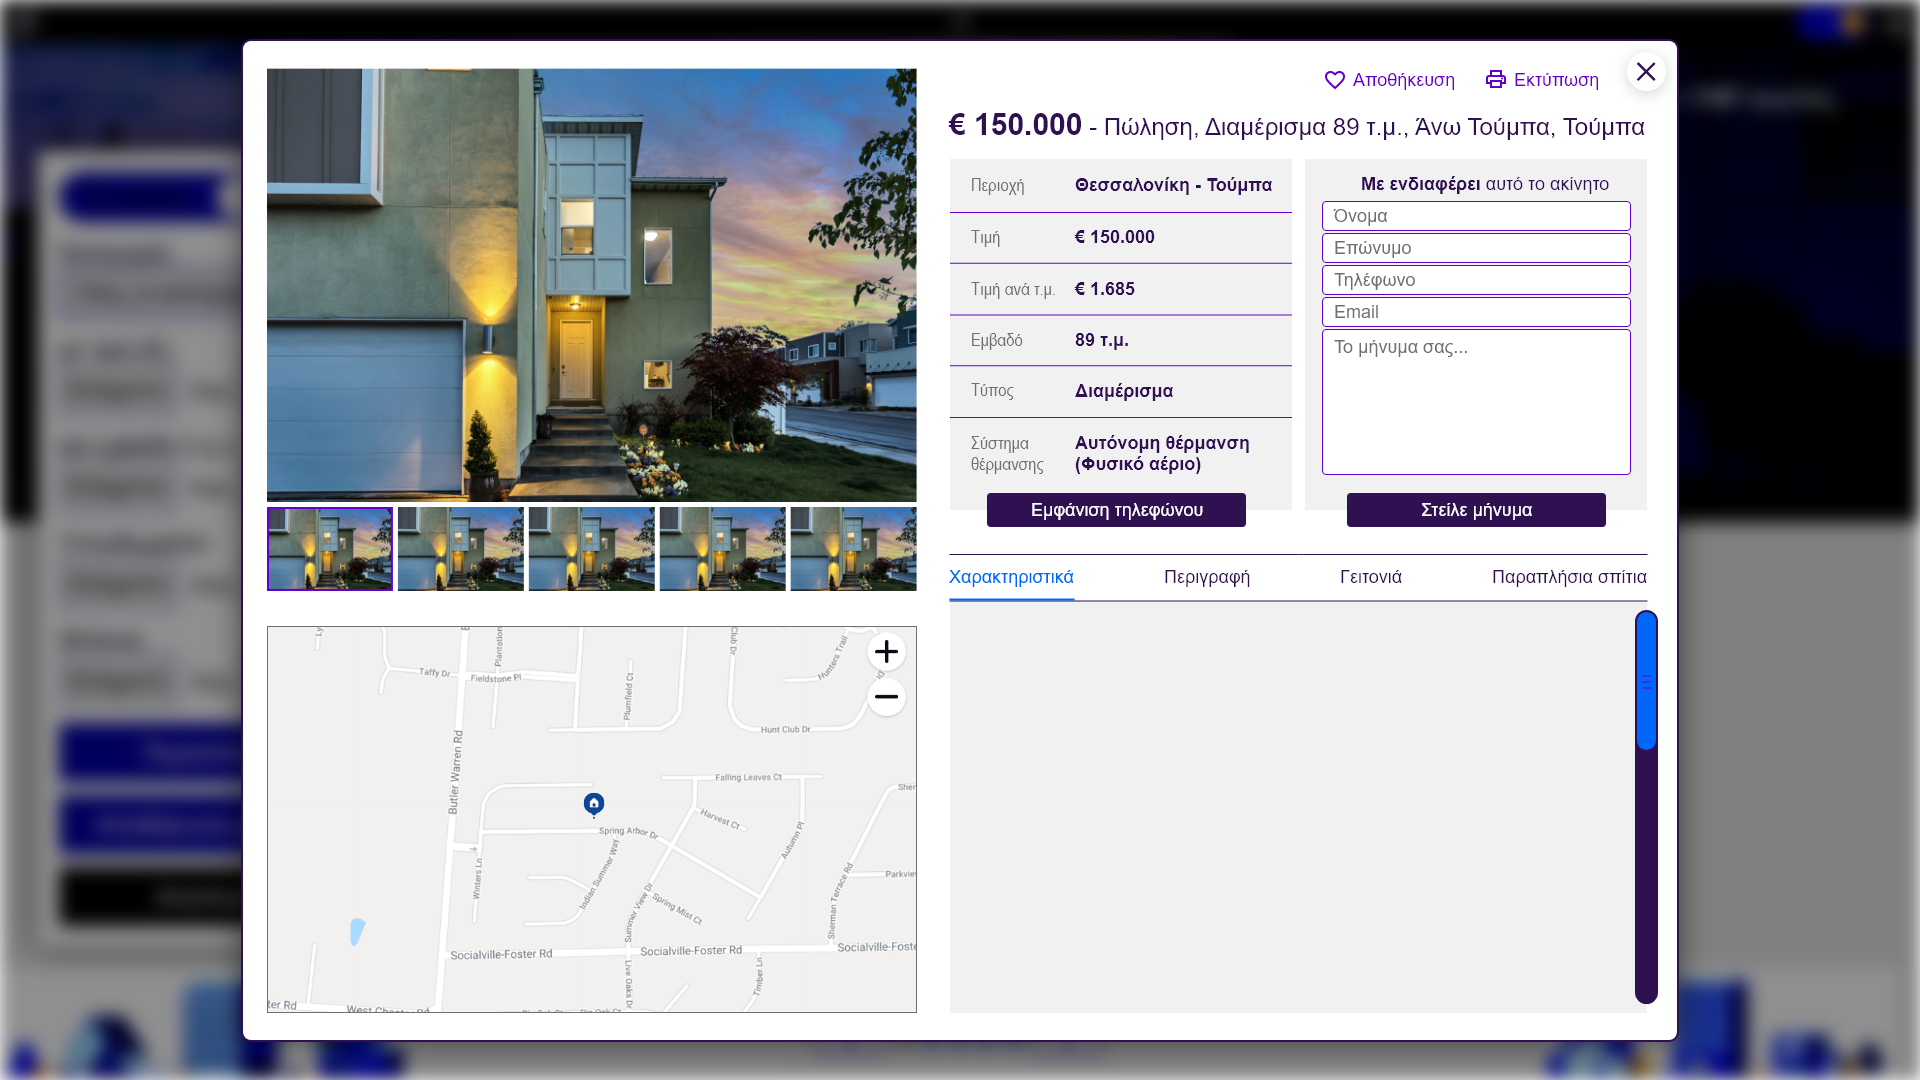 Αποθήκευση
Εκτύπωση
€ 150.000 - Πώληση, Διαμέρισμα 89 τ.μ., Άνω Τούμπα, Τούμπα
Περιοχή Θεσσαλονίκη - Τούμπα
Τιμή € 150.000
Τιμή ανά τ.μ. € 1.685
Εμβαδό 89 τ.μ.
Τύπος Διαμέρισμα
Σύστημα θέρμανσης Αυτόνομη θέρμανση
(Φυσικό αέριο)
Εμφάνιση τηλεφώνου
Με ενδιαφέρει αυτό το ακίνητο
Όνομα
Επώνυμο
Τηλέφωνο
Email
Το μήνυμα σας...
Στείλε μήνυμα
Χαρακτηριστικά
Περιγραφή
Γειτονιά
Παραπλήσια σπίτια
Plantation
Club Dr
Hunters Trail
Taffy Dr
Fieldstone Pl
Plumfield Ct
Hunt Club Dr
Butler Warren Rd
Falling Leaves Ct
Sher
Harvest Ct
Spring Arbor Dr
Autumn Pl
Winters Ln
Indian Summer Way
Summer View Dr
Spring Mist Ct
Sherman Terrace Rd
Parkview
Socialville-Foster Rd
Socialville-Foster Rd
Socialville-Foste
Live Oaks Dr
Timber Ln
ter Rd
West Chester Rd